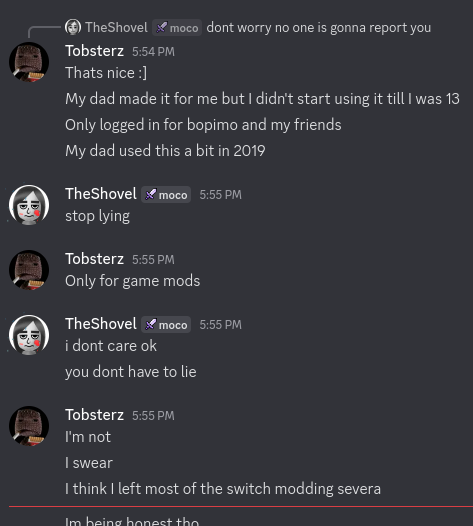 TheShovel moco dont worry no one is gonna report you
Tobsterz 5:54 PM
Thats nice :]
My dad made it for me but I didn't start using it till I was 13
Only logged in for bopimo and my friends
My dad used this a bit in 2019
TheShovel moco 5:55 PM
stop lying
Tobsterz 5:55 PM
Only for game mods
TheShovel moco 5:55 PM
i dont care ok
you dont have to lie
Tobsterz 5:55 PM
I'm not
I swear
I think I left most of the switch modding severa
Im being honest tho